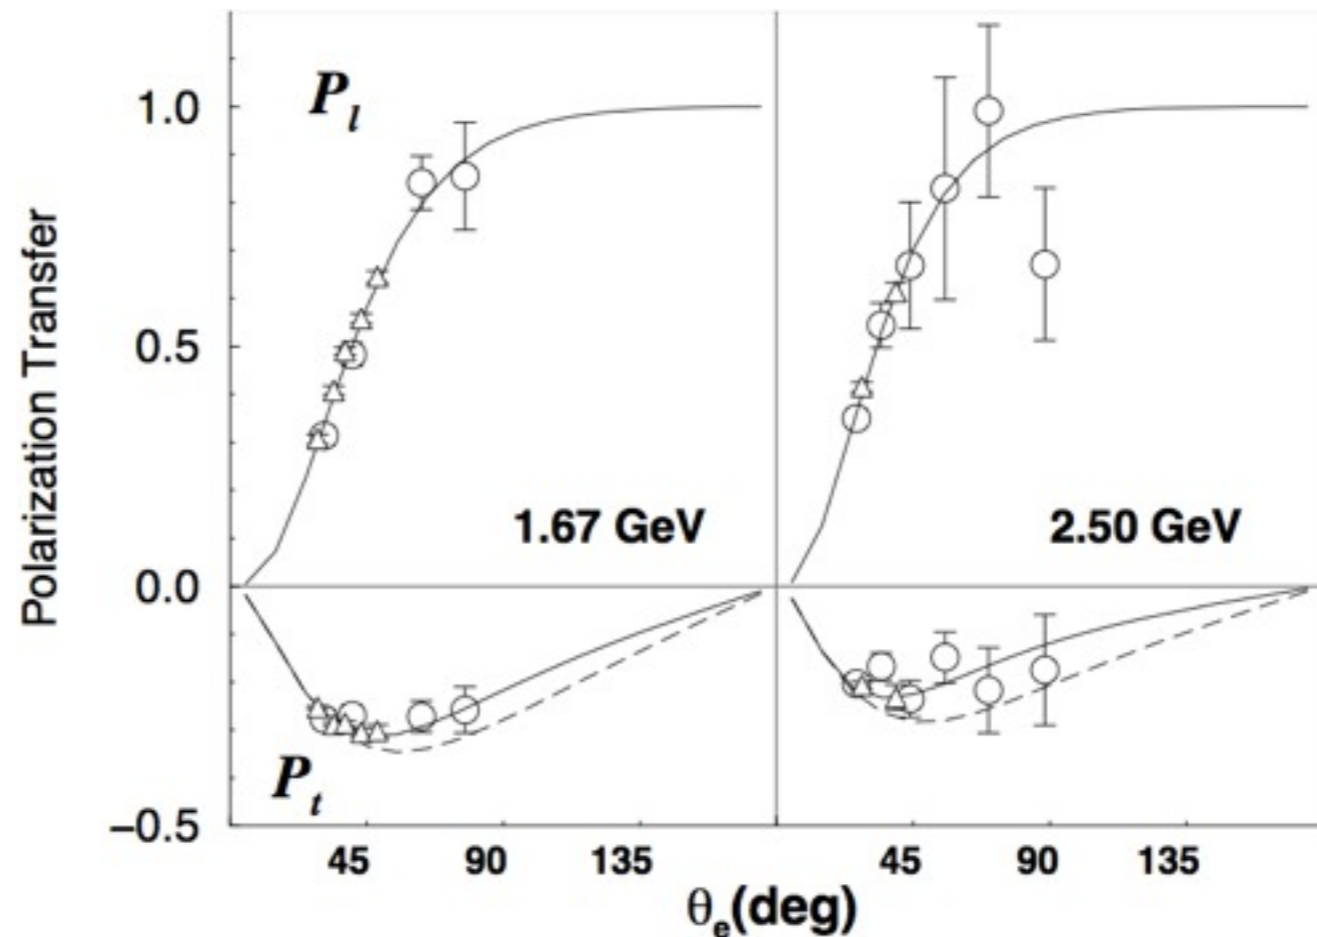 Polarization Transfer
1.0
0.5
0.0
−0.5
P_l
1.67 GeV
2.50 GeV
P_t
45 90 135 45 90 135
θ_e(deg)